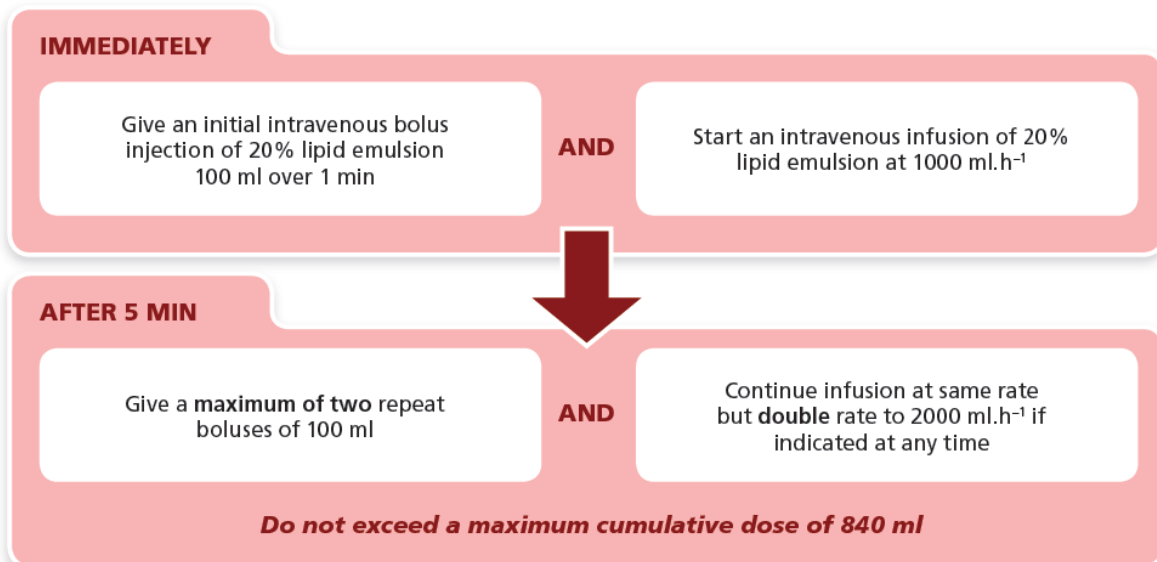 IMMEDIATELY
Give an initial intravenous bolus
injection of 20% lipid emulsion
100 ml over 1 min
AND
Start an intravenous infusion of 20%
lipid emulsion at 1000 ml.h⁻¹
AFTER 5 MIN
Give a maximum of two repeat
boluses of 100 ml
AND
Continue infusion at same rate
but double rate to 2000 ml.h⁻¹ if
indicated at any time
Do not exceed a maximum cumulative dose of 840 ml